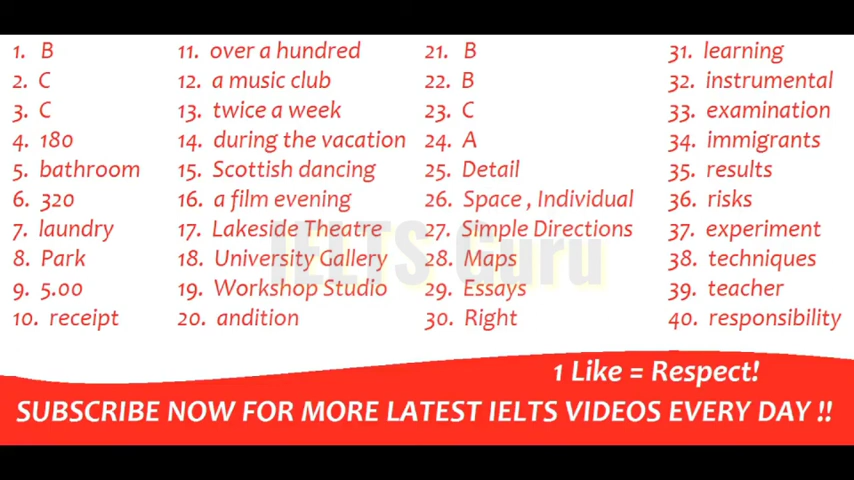 1. B
2. C
3. C
4. 180
5. bathroom
6. 320
7. laundry
8. Park
9. 5.00
10. receipt
11. over a hundred
12. a music club
13. twice a week
14. during the vacation
15. Scottish dancing
16. a film evening
17. Lakeside Theatre
18. University Gallery
19. Workshop Studio
20. andition
21. B
22. B
23. C
24. A
25. Detail
26. Space , Individual
27. Simple Directions
28. Maps
29. Essays
30. Right
31. learning
32. instrumental
33. examination
34. immigrants
35. results
36. risks
37. experiment
38. techniques
39. teacher
40. responsibility
IELTS Guru
1 Like = Respect!
SUBSCRIBE NOW FOR MORE LATEST IELTS VIDEOS EVERY DAY !!